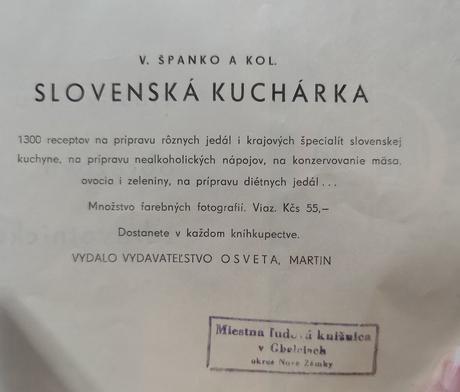 V. ŠPANKO A KOL.
SLOVENSKÁ KUCHÁRKA
1300 receptov na pripravu rôznych jedál i krajových špecialít slovenskej
kuchyne, na prípravu nealkoholických nápojov, na konzervovanie mäsa,
ovocia i zeleniny, na prípravu diétnych jedál ...
Množstvo farebných fotografií. Viaz. Kčs 55,—
Dostanete v každom kníhkupectve.
VYDALO VYDAVATEĽSTVO OSVETA, MARTIN
Miestna ľudová knižnica
v Gbelciach
okres Nové Zámky